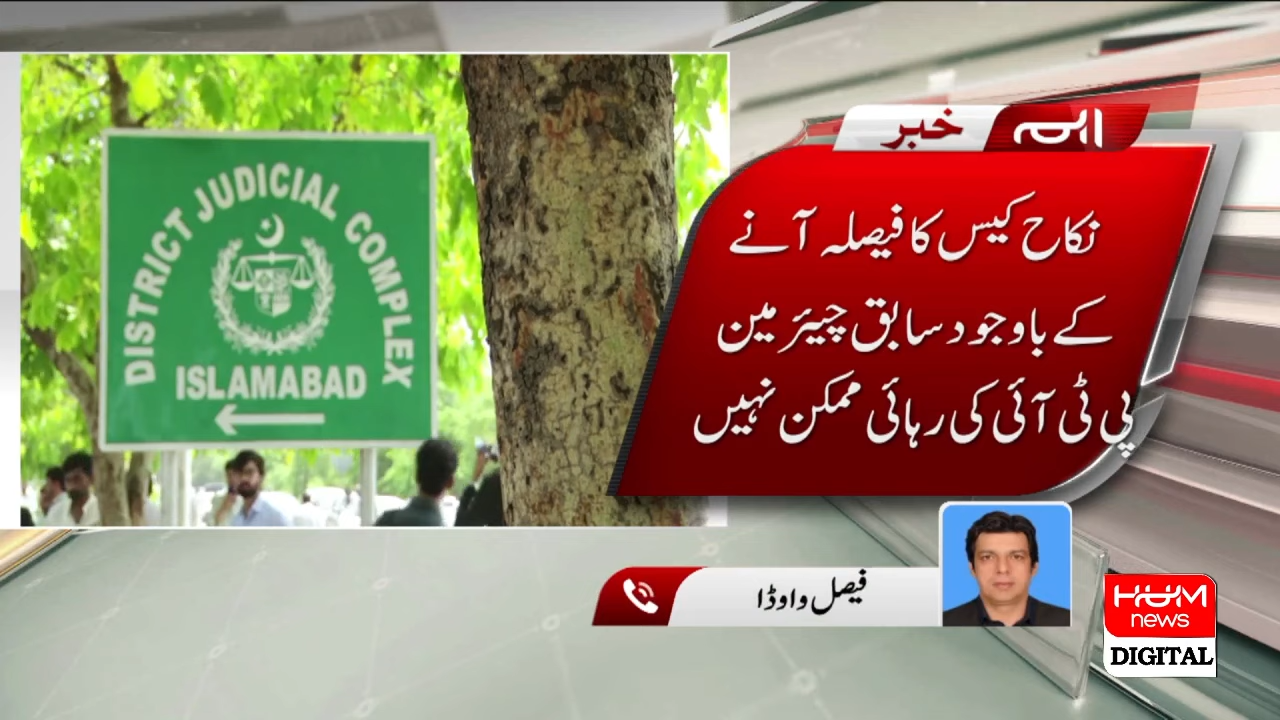 DISTRICT JUDICIAL COMPLEX
ISLAMABAD
اہم خبر
نکاح کیس کا فیصلہ آنے
کے باوجود سابق چیئرمین
پی ٹی آئی کی رہائی ممکن نہیں
فیصل واوڈا
HUM
news
DIGITAL